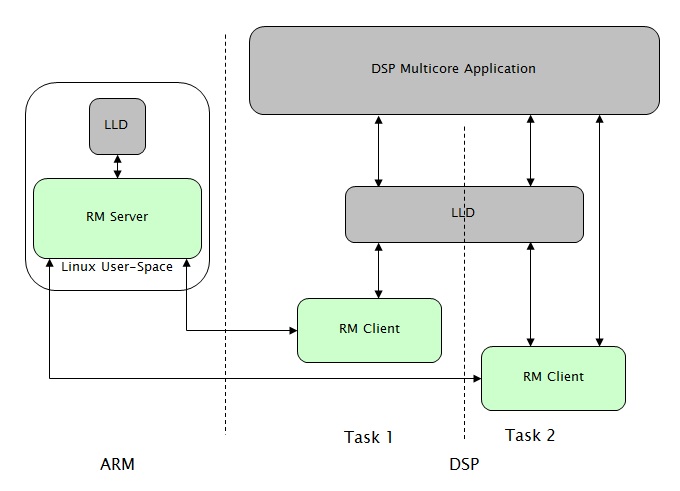 DSP Multicore Application
LLD
RM Server
LLD
Linux User-Space
RM Client
RM Client
Task 1
Task 2
ARM
DSP